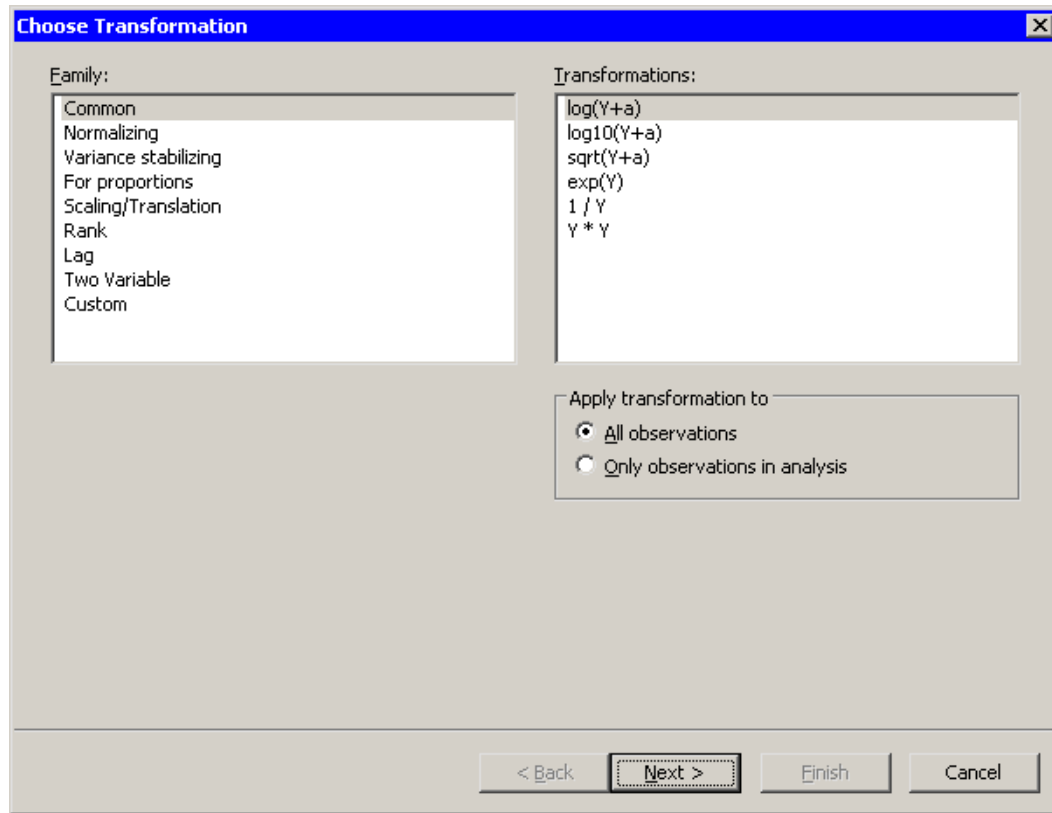 Choose Transformation
Family:
Common
Normalizing
Variance stabilizing
For proportions
Scaling/Translation
Rank
Lag
Two Variable
Custom
Transformations:
log(Y+a)
log10(Y+a)
sqrt(Y+a)
exp(Y)
1 / Y
Y * Y
Apply transformation to
All observations
Only observations in analysis
< Back
Next >
Finish
Cancel